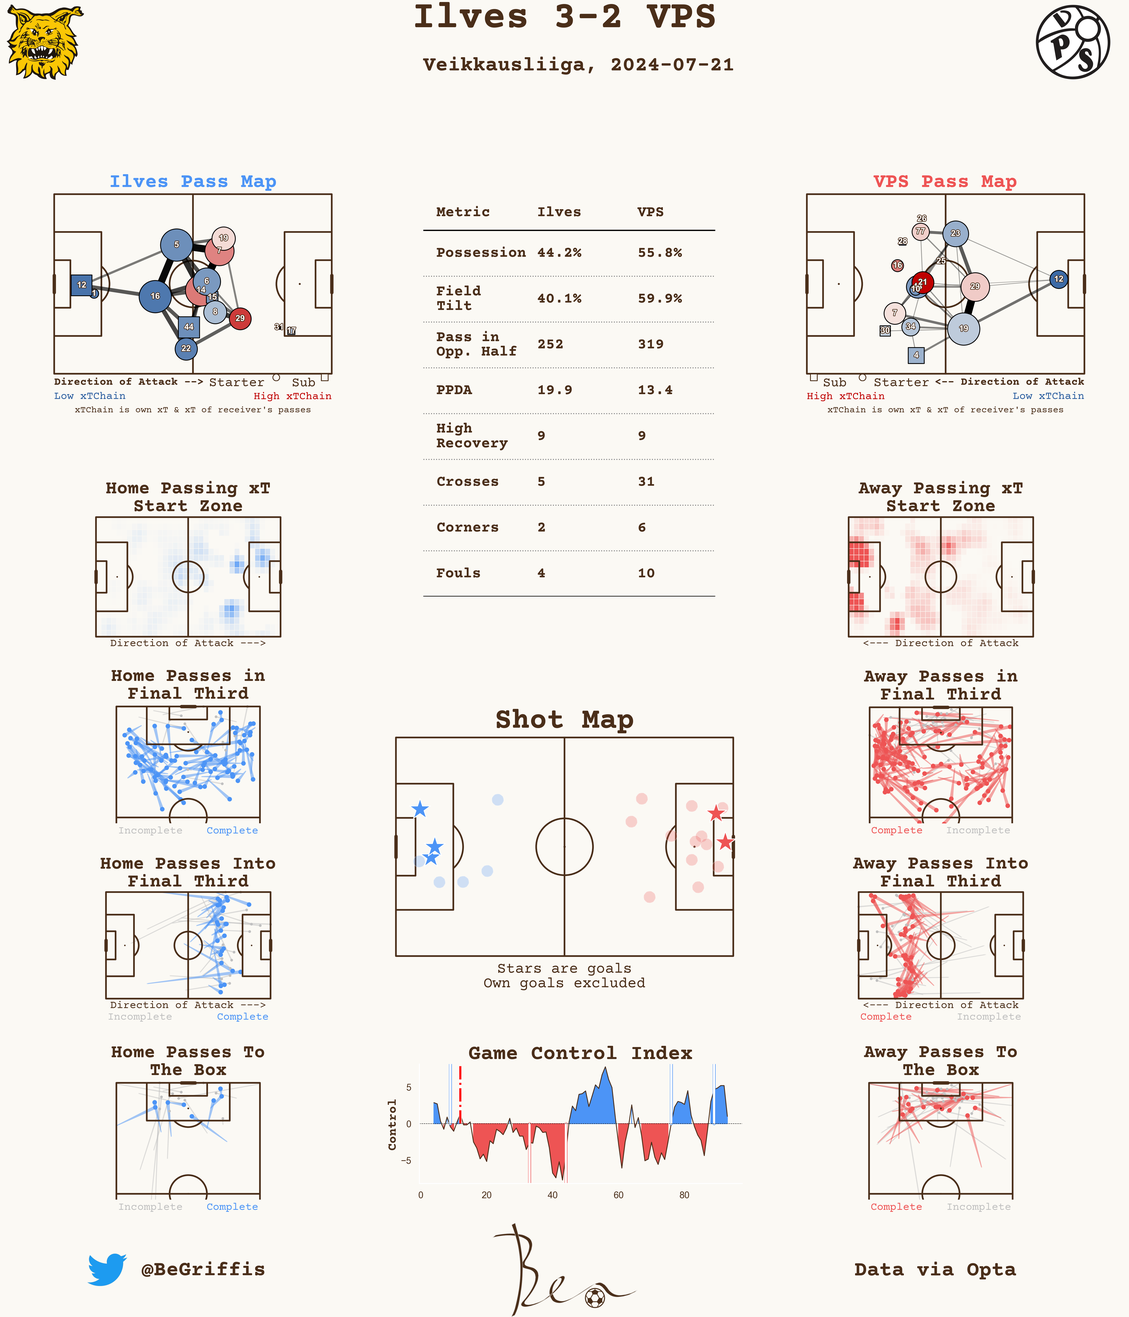 Ilves 3-2 VPS
Veikkausliiga, 2024-07-21
VPS
Ilves Pass Map
12
1
5
16
19
7
6
14
15
8
29
44
22
31
17
Direction of Attack --> Starter Sub
Low xTChain High xTChain
xTChain is own xT & xT of receiver's passes
Metric Ilves VPS
Possession 44.2% 55.8%
Field
Tilt 40.1% 59.9%
Pass in
Opp. Half 252 319
PPDA 19.9 13.4
High
Recovery 9 9
Crosses 5 31
Corners 2 6
Fouls 4 10
VPS Pass Map
26
77
23
28
25
16
21
10
29
12
7
34
30
19
4
Sub Starter <-- Direction of Attack
High xTChain Low xTChain
xTChain is own xT & xT of receiver's passes
Home Passing xT
Start Zone
Direction of Attack --->
Away Passing xT
Start Zone
<--- Direction of Attack
Home Passes in
Final Third
Incomplete Complete
Away Passes in
Final Third
Complete Incomplete
Shot Map
Stars are goals
Own goals excluded
Home Passes Into
Final Third
Direction of Attack --->
Incomplete Complete
Away Passes Into
Final Third
<--- Direction of Attack
Complete Incomplete
Home Passes To
The Box
Incomplete Complete
Game Control Index
Control
5
0
−5
0 20 40 60 80
Away Passes To
The Box
Complete Incomplete
@BeGriffis
Ben
Data via Opta